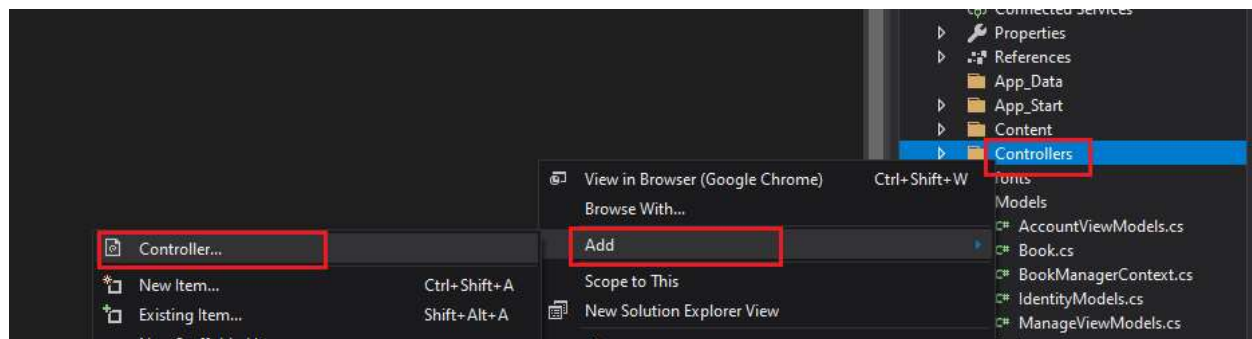 Connected Services
Properties
References
App_Data
App_Start
Content
Controllers
fonts
Models
AccountViewModels.cs
Book.cs
BookManagerContext.cs
IdentityModels.cs
ManageViewModels.cs
View in Browser (Google Chrome) Ctrl+Shift+W
Browse With...
Add
Scope to This
New Solution Explorer View
Controller...
New Item... Ctrl+Shift+A
Existing Item... Shift+Alt+A